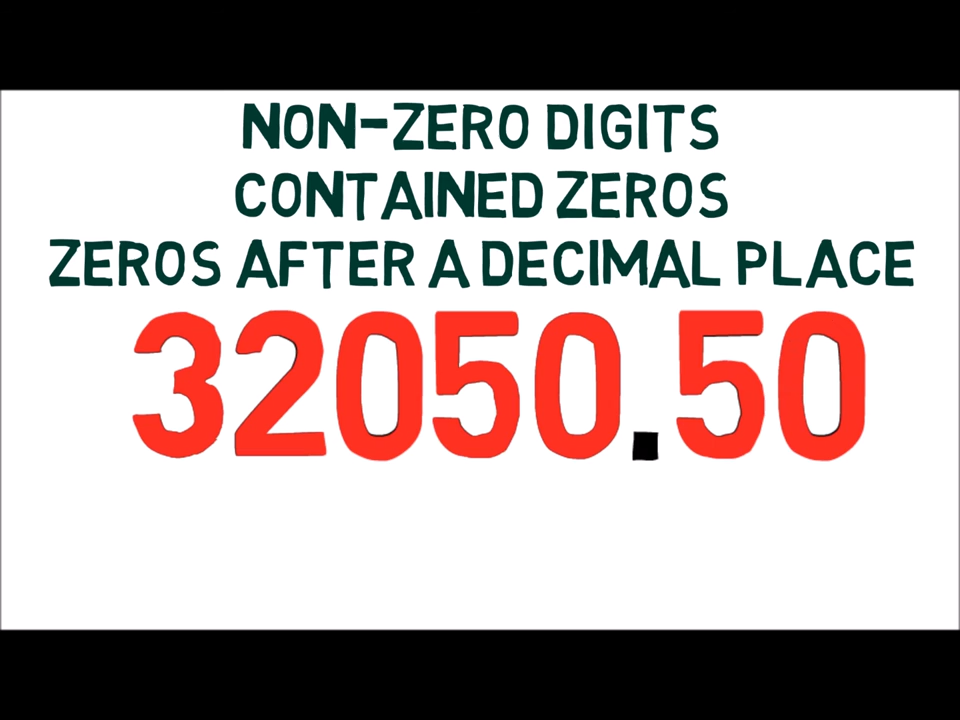 NON-ZERO DIGITS
CONTAINED ZEROS
ZEROS AFTER A DECIMAL PLACE
32050.50